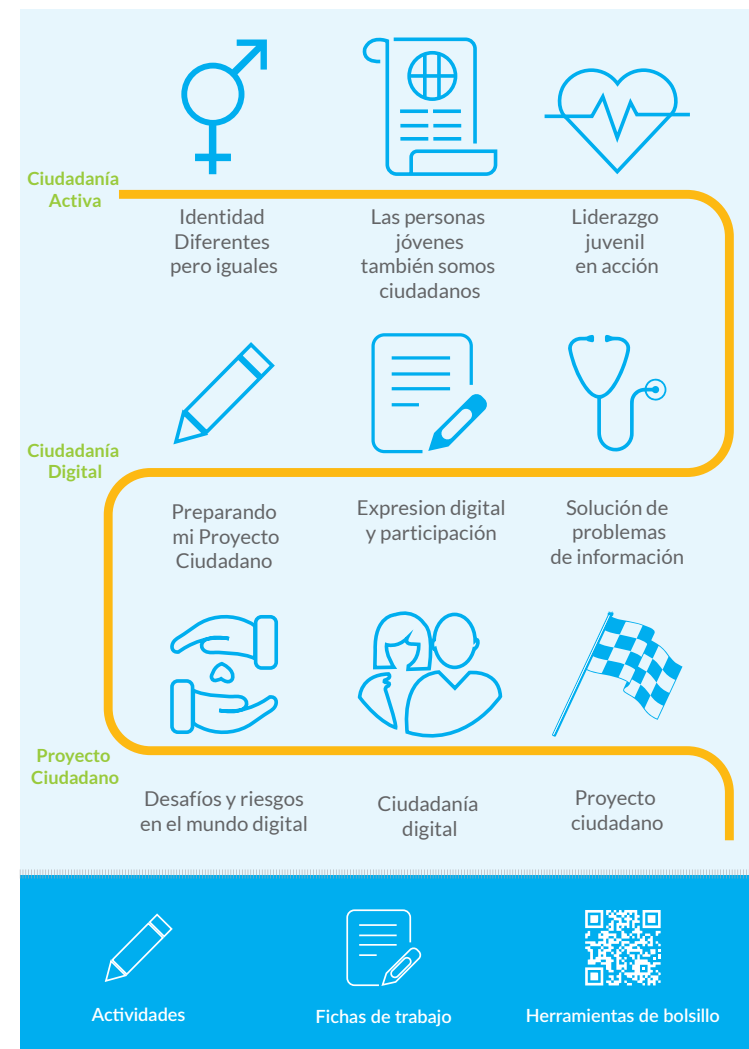 Ciudadanía
Activa
Identidad
Diferentes
pero iguales
Las personas
jóvenes
también somos
ciudadanos
Liderazgo
juvenil
en acción
Ciudadanía
Digital
Preparando
mi Proyecto
Ciudadano
Expresion digital
y participación
Solución de
problemas
de información
Proyecto
Ciudadano
Desafíos y riesgos
en el mundo digital
Ciudadanía
digital
Proyecto
ciudadano
Actividades
Fichas de trabajo
Herramientas de bolsillo